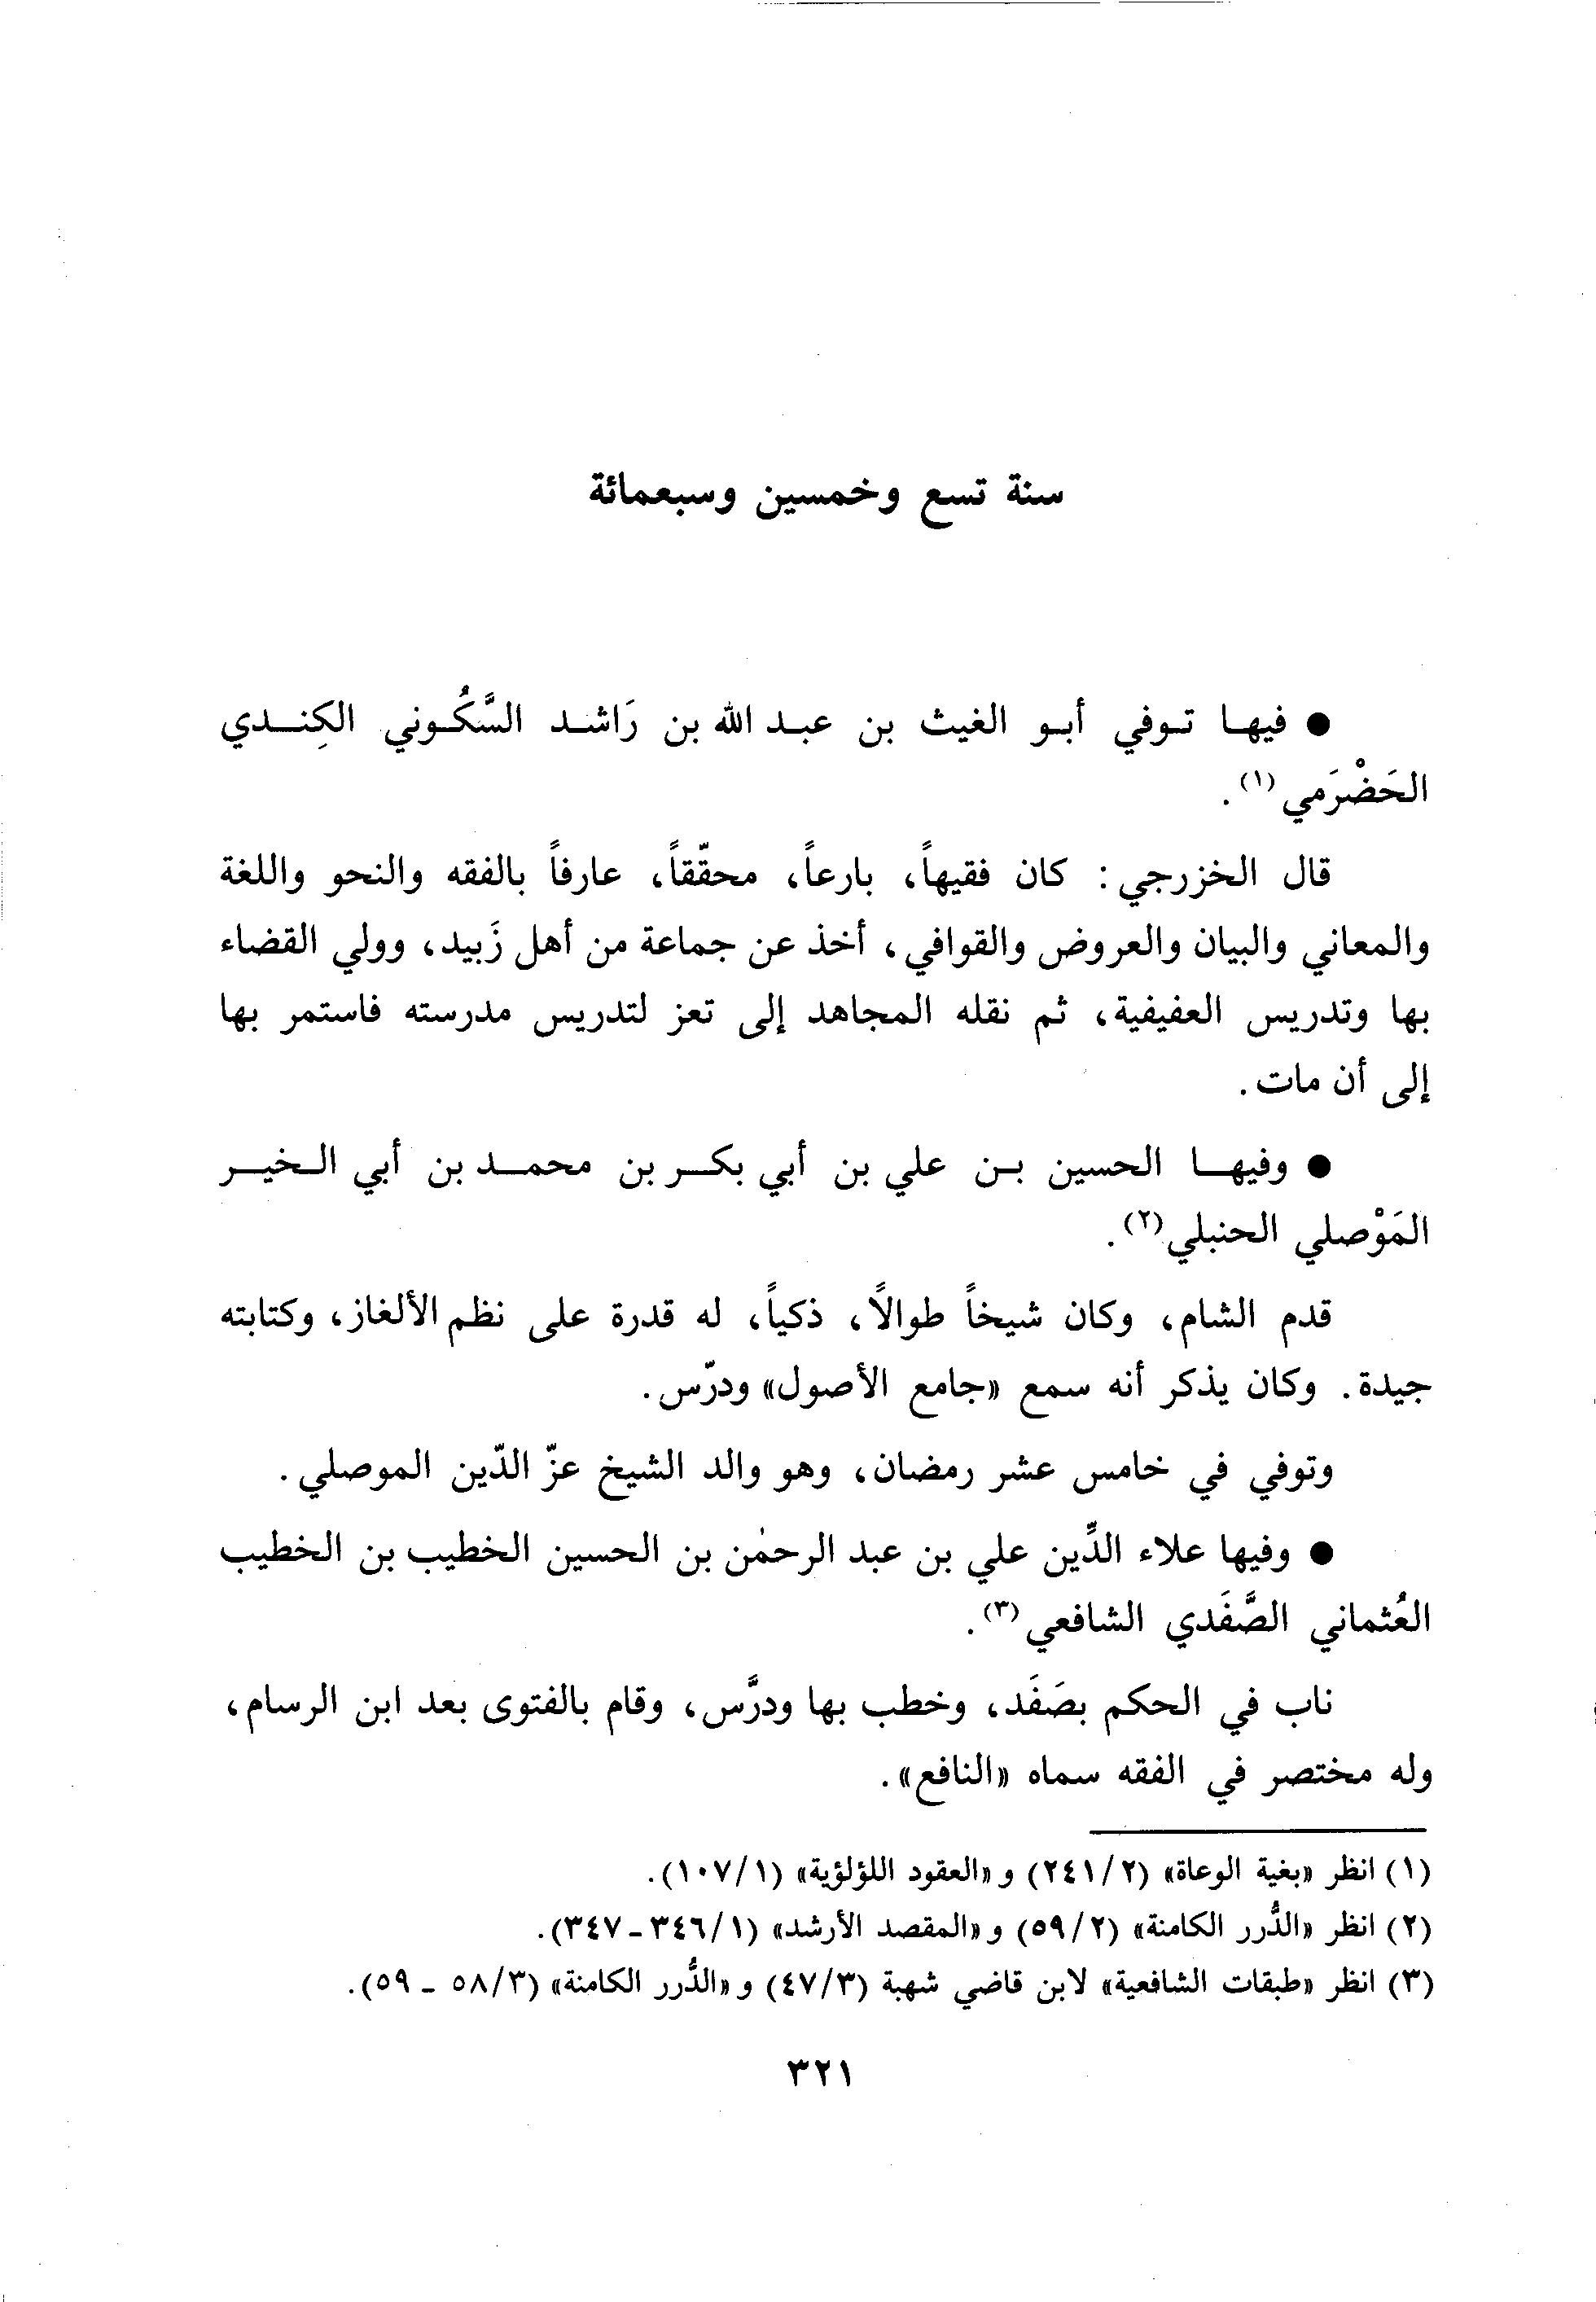 سنة تسع وخمسين وسبعمائة
● فيها توفي أبو الغيث بن عبد الله بن رَاشد السَّكُوني الكِندي
الحَضْرَمي (١).
قال الخزرجي: كان فقيهاً، بارعاً، محقّقاً، عارفاً بالفقه والنحو واللغة
والمعاني والبيان والعروض والقوافي، أخذ عن جماعة من أهل زَبيد، وولي القضاء
بها وتدريس العفيفية، ثم نقله المجاهد إلى تعز لتدريس مدرسته فاستمر بها
إلى أن مات.
● وفيها الحسين بن علي بن أبي بكر بن محمد بن أبي الخير
المَوْصلي الحنبلي (٢).
قدم الشام، وكان شيخاً طوالاً، ذكياً، له قدرة على نظم الألغاز، وكتابته
جيدة. وكان يذكر أنه سمع «جامع الأصول» ودرّس.
وتوفي في خامس عشر رمضان، وهو والد الشيخ عزّ الدّين الموصلي.
● وفيها علاء الدِّين علي بن عبد الرحمٰن بن الحسين الخطيب بن الخطيب
العُثماني الصَّفَدي الشافعي (٣).
ناب في الحكم بصَفَد، وخطب بها ودرَّس، وقام بالفتوى بعد ابن الرسام،
وله مختصر في الفقه سماه «النافع».
(١) انظر «بغية الوعاة» (٢/ ٢٤١) و «العقود اللؤلؤية» (١/ ١٠٧).
(٢) انظر «الدُّرر الكامنة» (٢/ ٥٩) و «المقصد الأرشد» (١/ ٣٤٦ - ٣٤٧).
(٣) انظر «طبقات الشافعية» لابن قاضي شهبة (٣/ ٤٧) و «الدُّرر الكامنة» (٣/ ٥٨ - ٥٩).
٣٢١